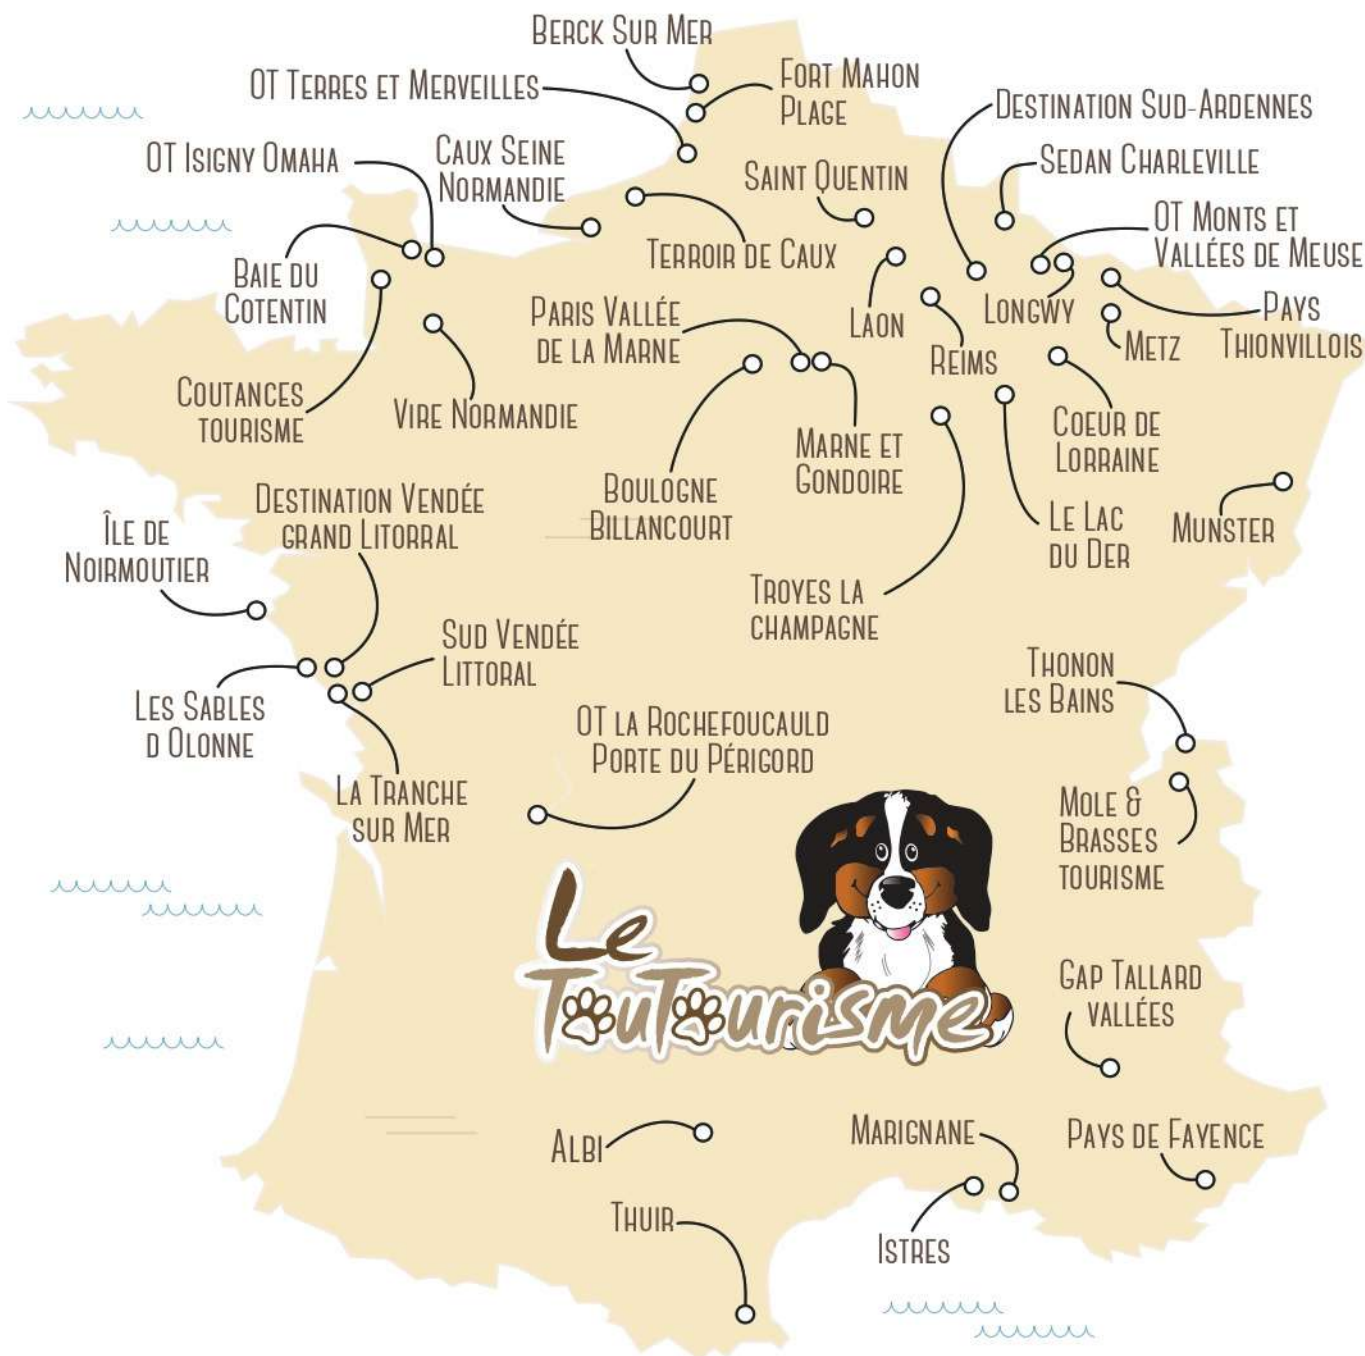 Berck Sur Mer
OT Terres et Merveilles
Fort Mahon
Plage
Destination Sud-Ardennes
OT Isigny Omaha
Caux Seine
Normandie
Saint Quentin
Sedan Charleville
OT Monts et
Vallées de Meuse
Baie du
Cotentin
Terroir de Caux
Paris Vallée
de la Marne
Laon
Longwy
Reims
Metz
Pays
Thionvillois
Coutances
tourisme
Vire Normandie
Marne et
Gondoire
Coeur de
Lorraine
Boulogne
Billancourt
Destination Vendée
grand Litorral
Île de
Noirmoutier
Le Lac
du Der
Munster
Troyes la
champagne
Sud Vendée
Littoral
Thonon
les Bains
Les Sables
d Olonne
OT la Rochefoucauld
Porte du Périgord
La Tranche
sur Mer
Mole &
Brasses
tourisme
Le
TouTourisme
Gap Tallard
vallées
Albi
Marignane
Pays de Fayence
Thuir
Istres